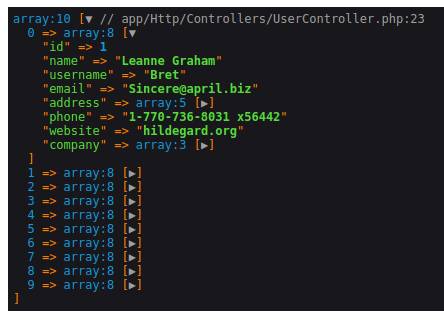 array:10 [▼ // app/Http/Controllers/UserController.php:23
  0 => array:8 [▼
    "id" => 1
    "name" => "Leanne Graham"
    "username" => "Bret"
    "email" => "Sincere@april.biz"
    "address" => array:5 [▶]
    "phone" => "1-770-736-8031 x56442"
    "website" => "hildegard.org"
    "company" => array:3 [▶]
  ]
  1 => array:8 [▶]
  2 => array:8 [▶]
  3 => array:8 [▶]
  4 => array:8 [▶]
  5 => array:8 [▶]
  6 => array:8 [▶]
  7 => array:8 [▶]
  8 => array:8 [▶]
  9 => array:8 [▶]
]